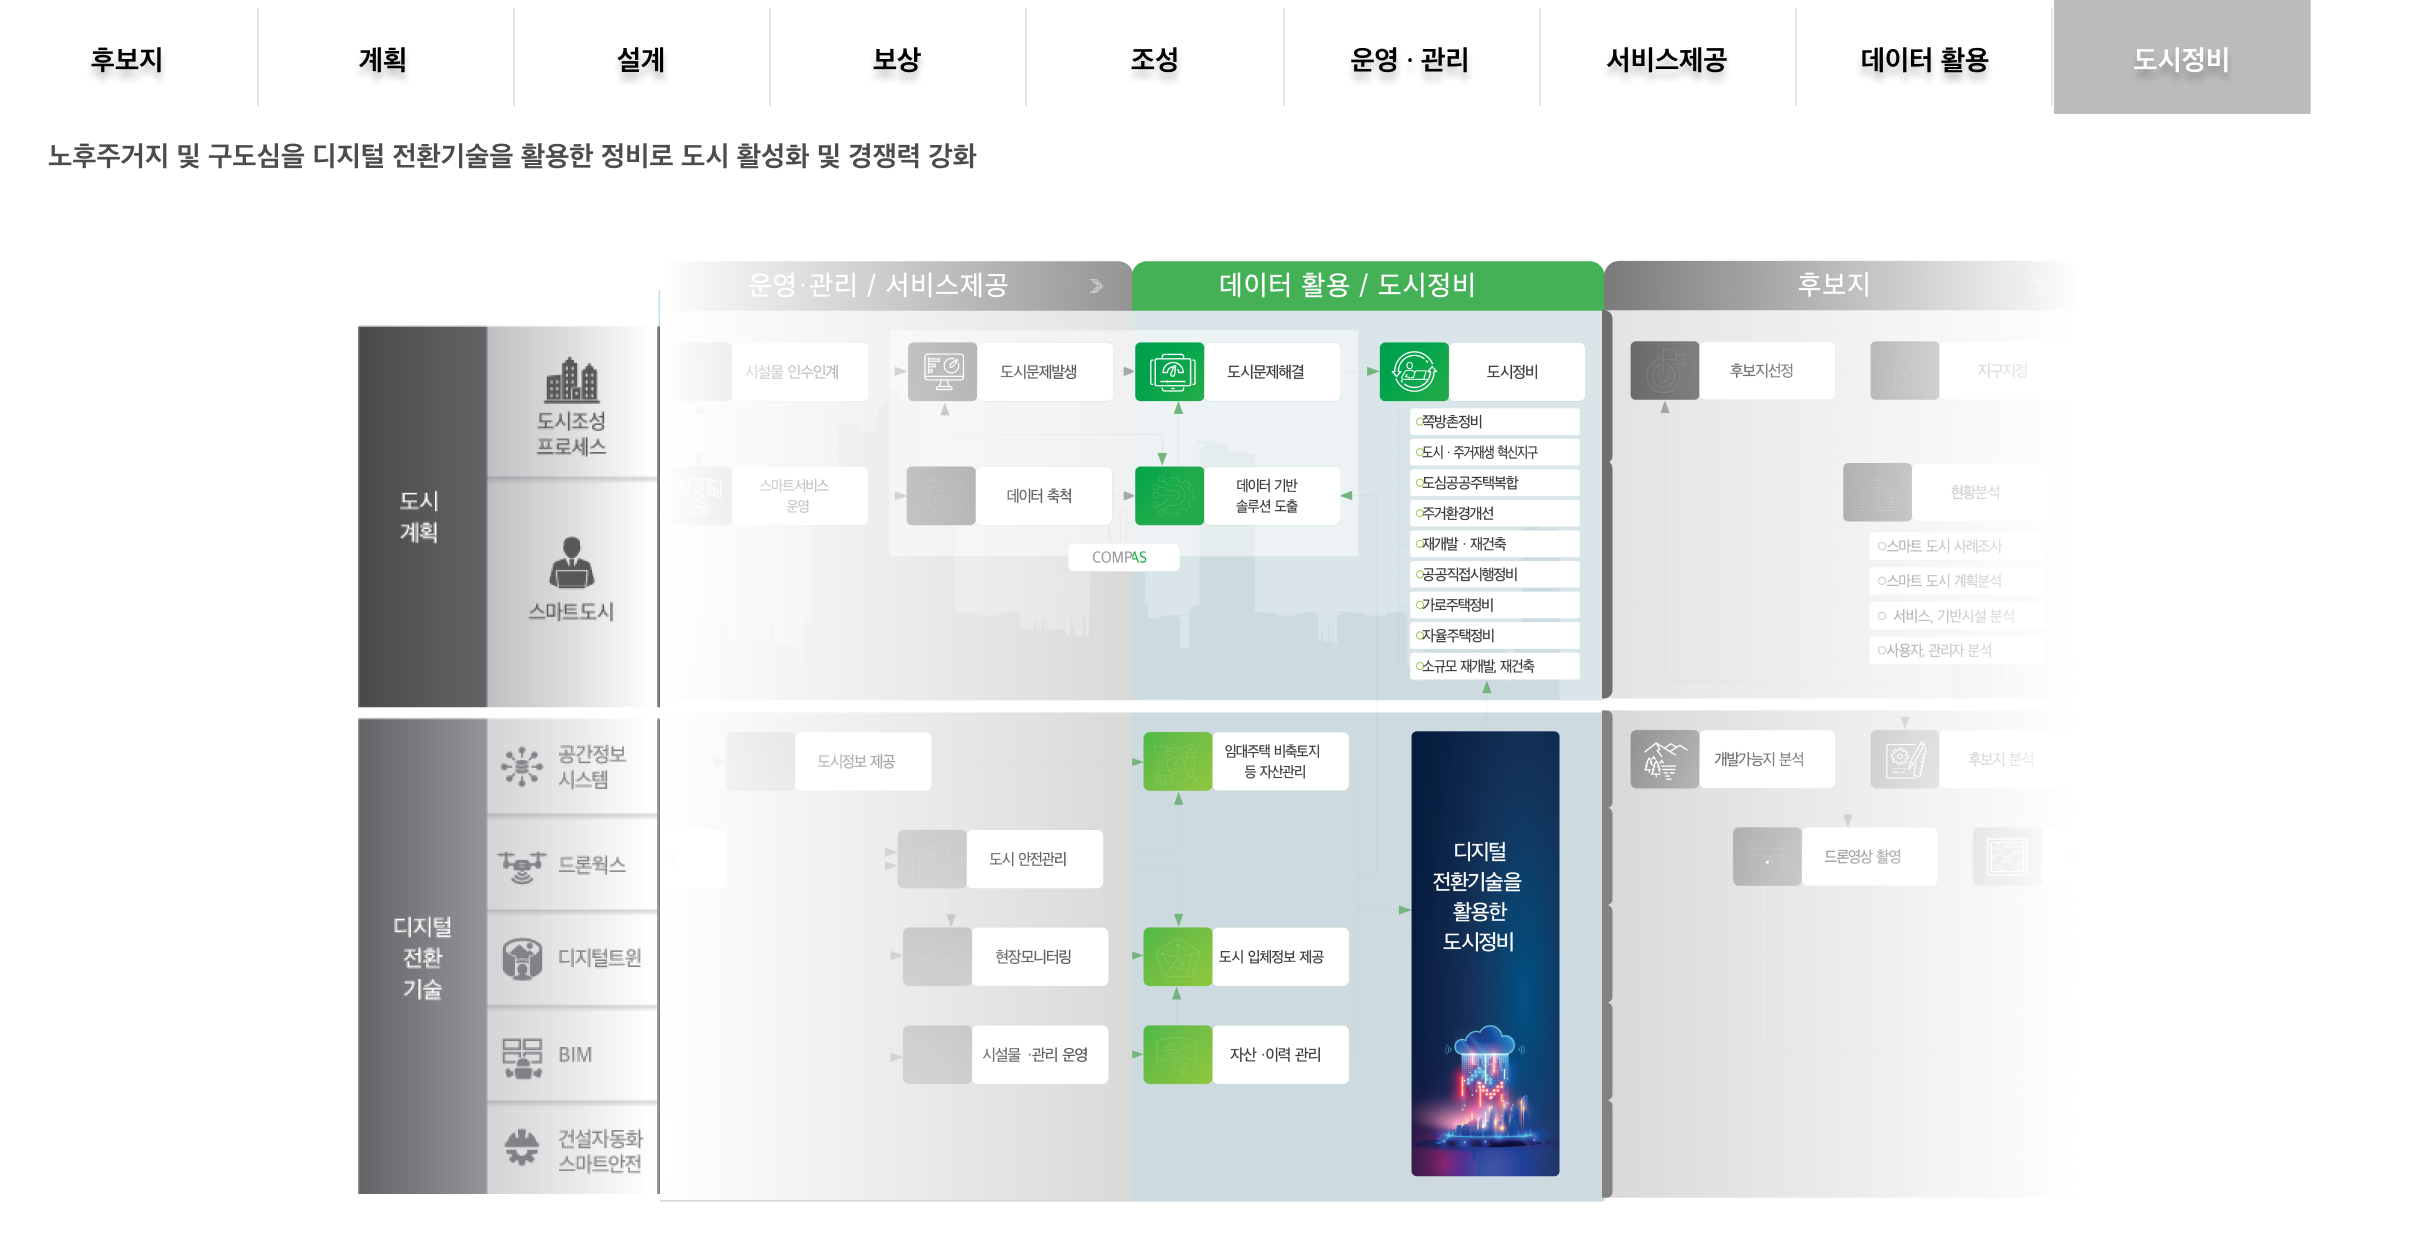 후보지
계획
설계
보상
조성
운영 · 관리
서비스제공
데이터 활용
도시정비
노후주거지 및 구도심을 디지털 전환기술을 활용한 정비로 도시 활성화 및 경쟁력 강화
운영·관리 / 서비스제공
데이터 활용 / 도시정비
후보지
도시
계획
도시조성
프로세스
스마트도시
시설물 인수인계
도시문제발생
도시문제해결
도시정비
스마트서비스
운영
데이터 축척
데이터 기반
솔루션 도출
COMPAS
쪽방촌정비
도시 · 주거재생 혁신지구
도심공공주택복합
주거환경개선
재개발 · 재건축
공공직접시행정비
가로주택정비
자율주택정비
소규모 재개발, 재건축
후보지선정
지구지정
현황분석
스마트 도시 사례조사
스마트 도시 계획분석
서비스, 기반시설 분석
사용자, 관리자 분석
디지털
전환
기술
공간정보
시스템
드론웍스
디지털트윈
BIM
건설자동화
스마트안전
도시정보 제공
임대주택 비축토지
등 자산관리
도시 안전관리
현장모니터링
도시 입체정보 제공
시설물 ·관리 운영
자산 ·이력 관리
디지털
전환기술을
활용한
도시정비
개발가능지 분석
후보지 분석
드론영상 촬영